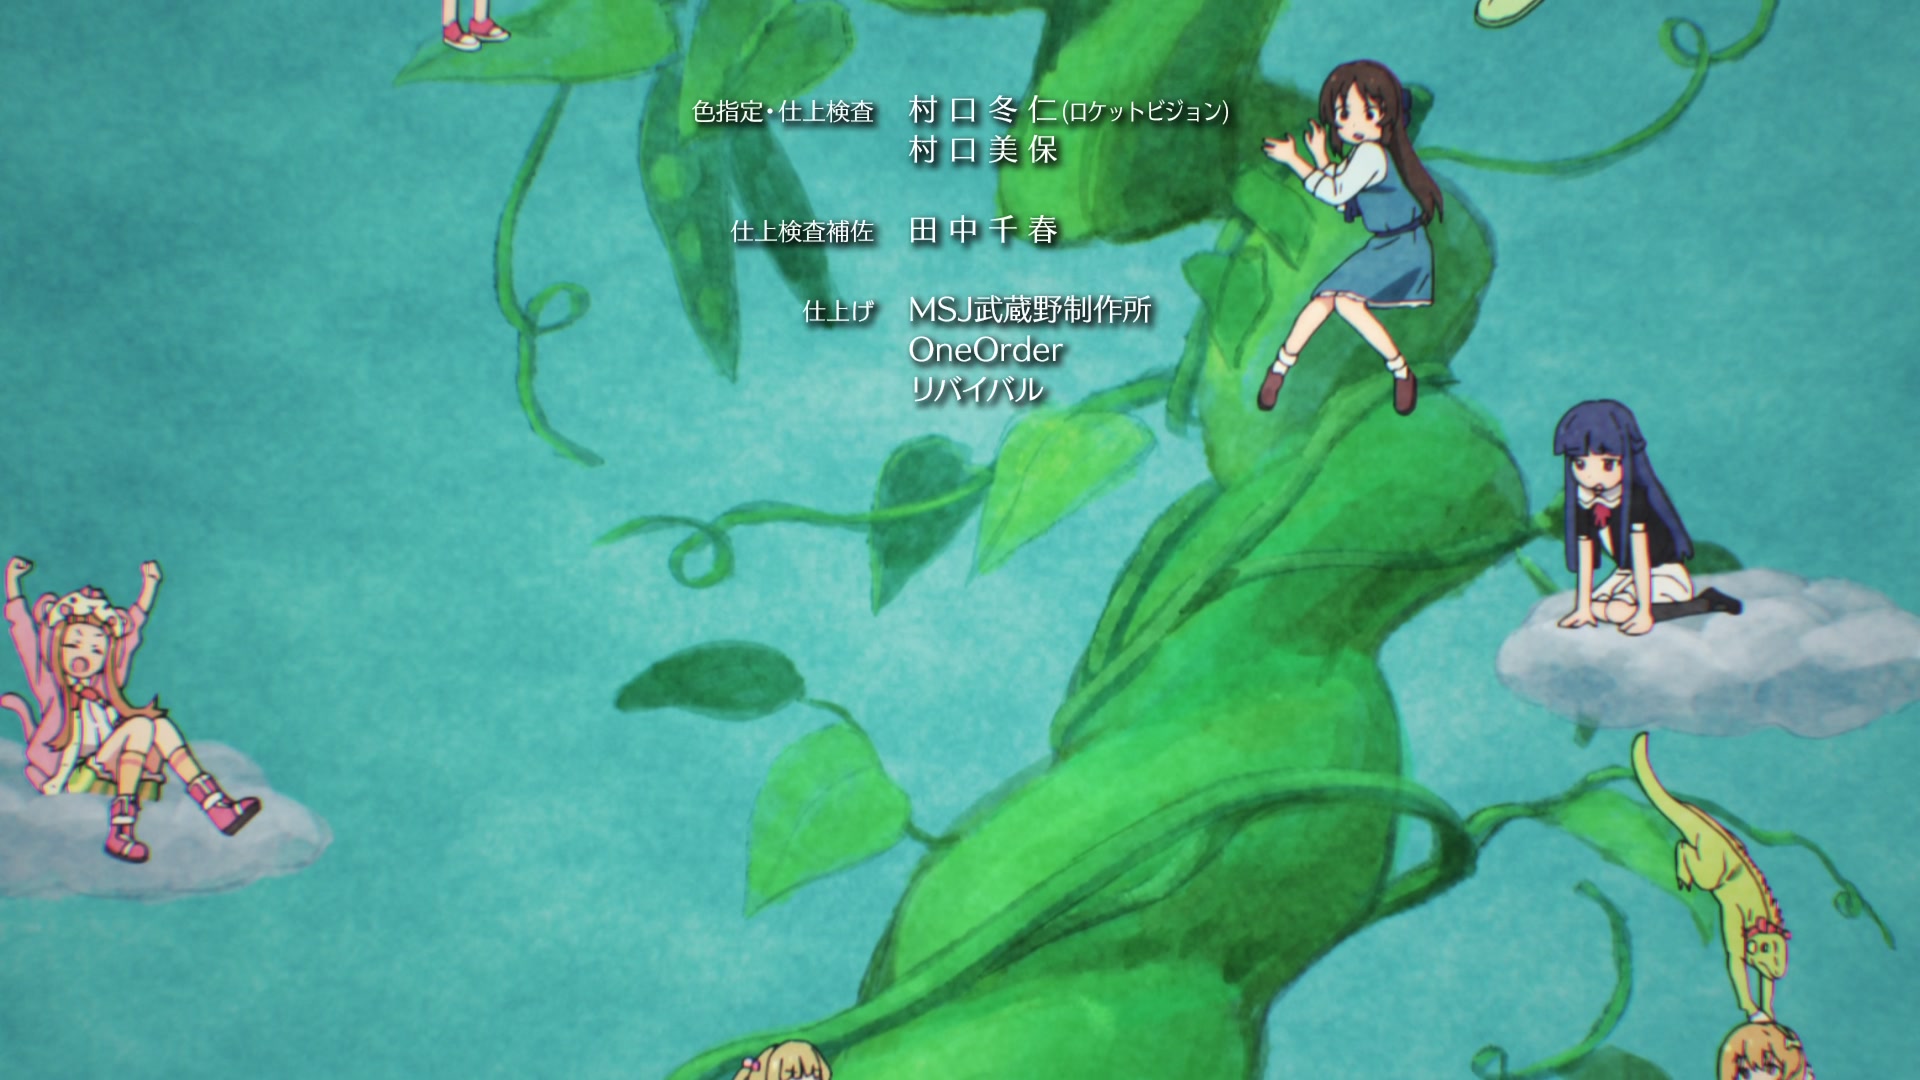 色指定・仕上検査 村口冬仁(ロケットビジョン)
村口美保
仕上検査補佐 田中千春
仕上げ MSJ武蔵野制作所
OneOrder
リバイバル